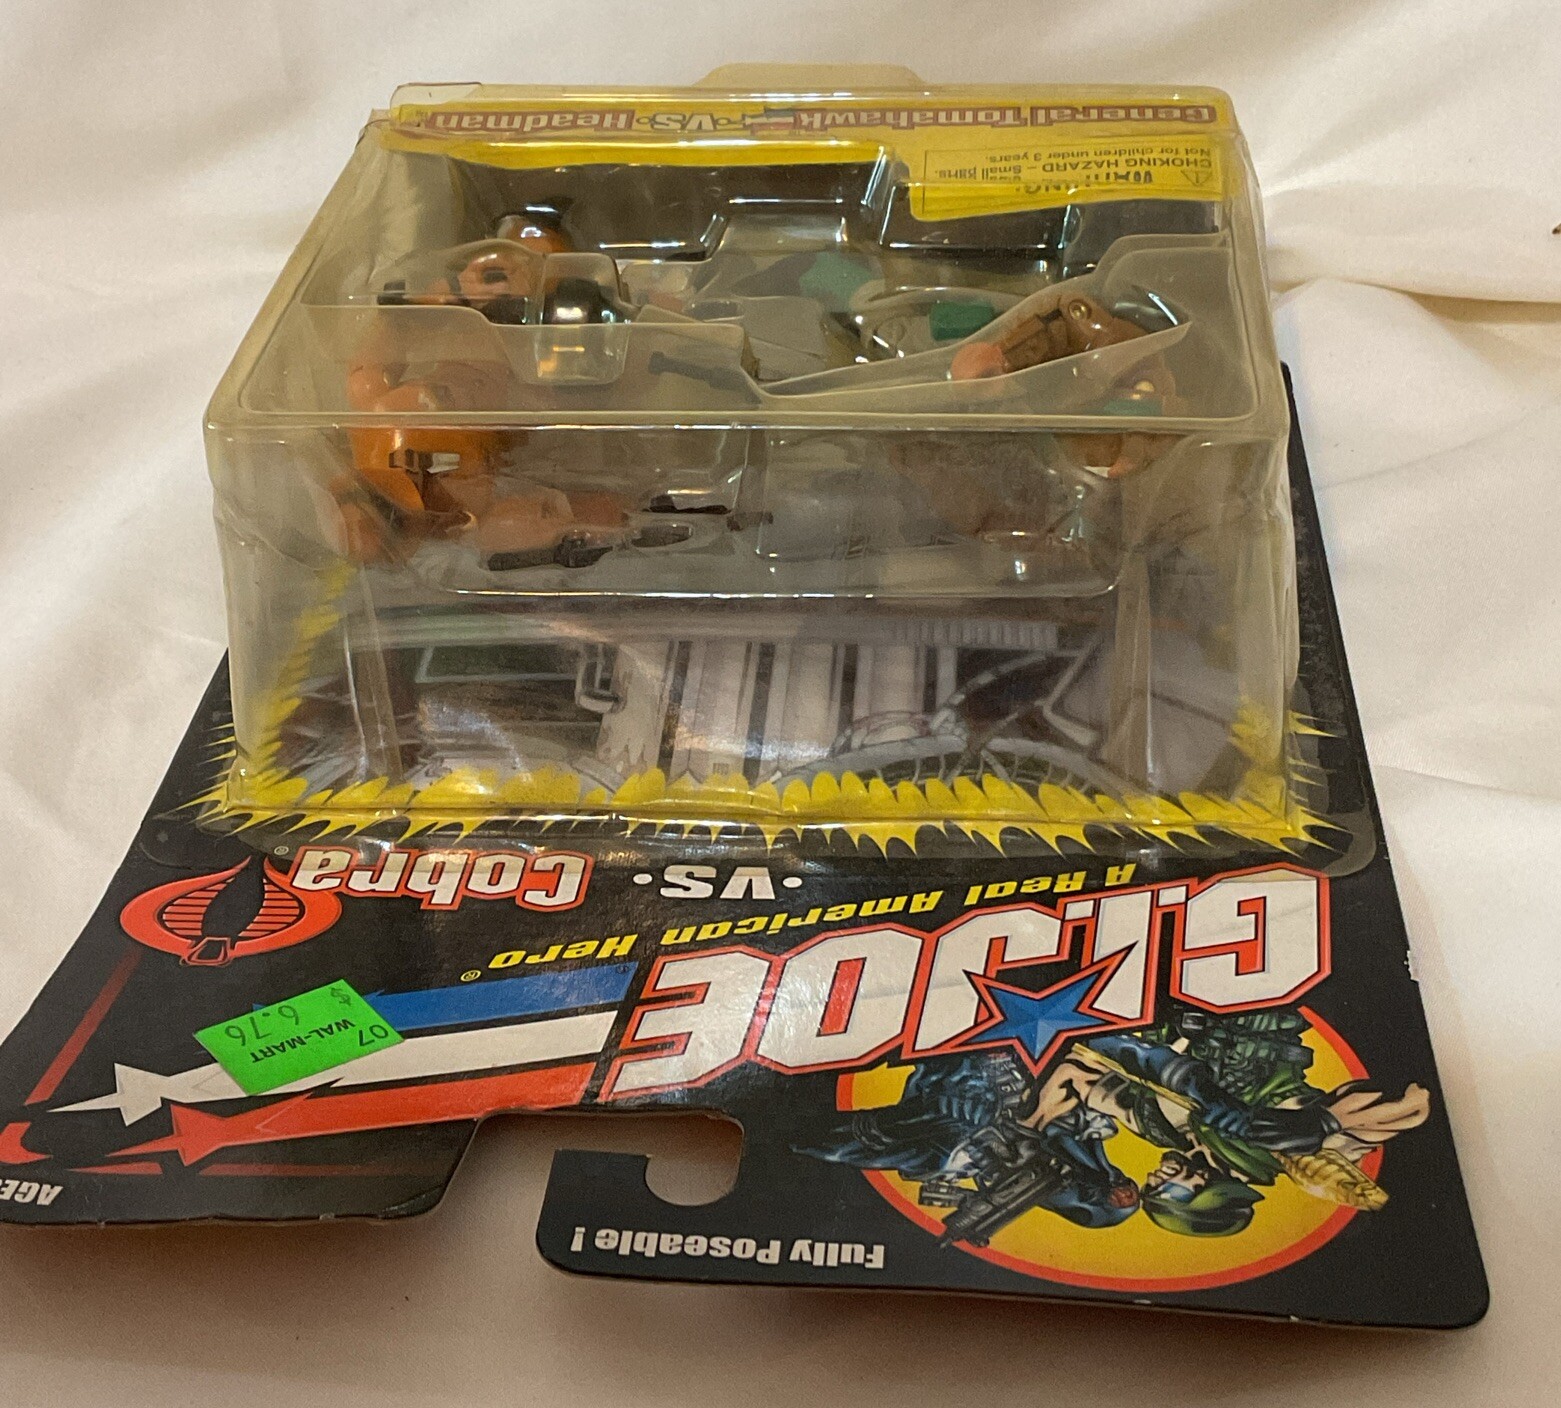 Fully Poseable !
AGE
G.I.JOE
A Real American Hero®
·VS· Cobra®
07
WAL-MART
$ 6.76
CHOKING HAZARD – Small parts.
Not for children under 3 years.
General Tomahawk ·VS· Headman